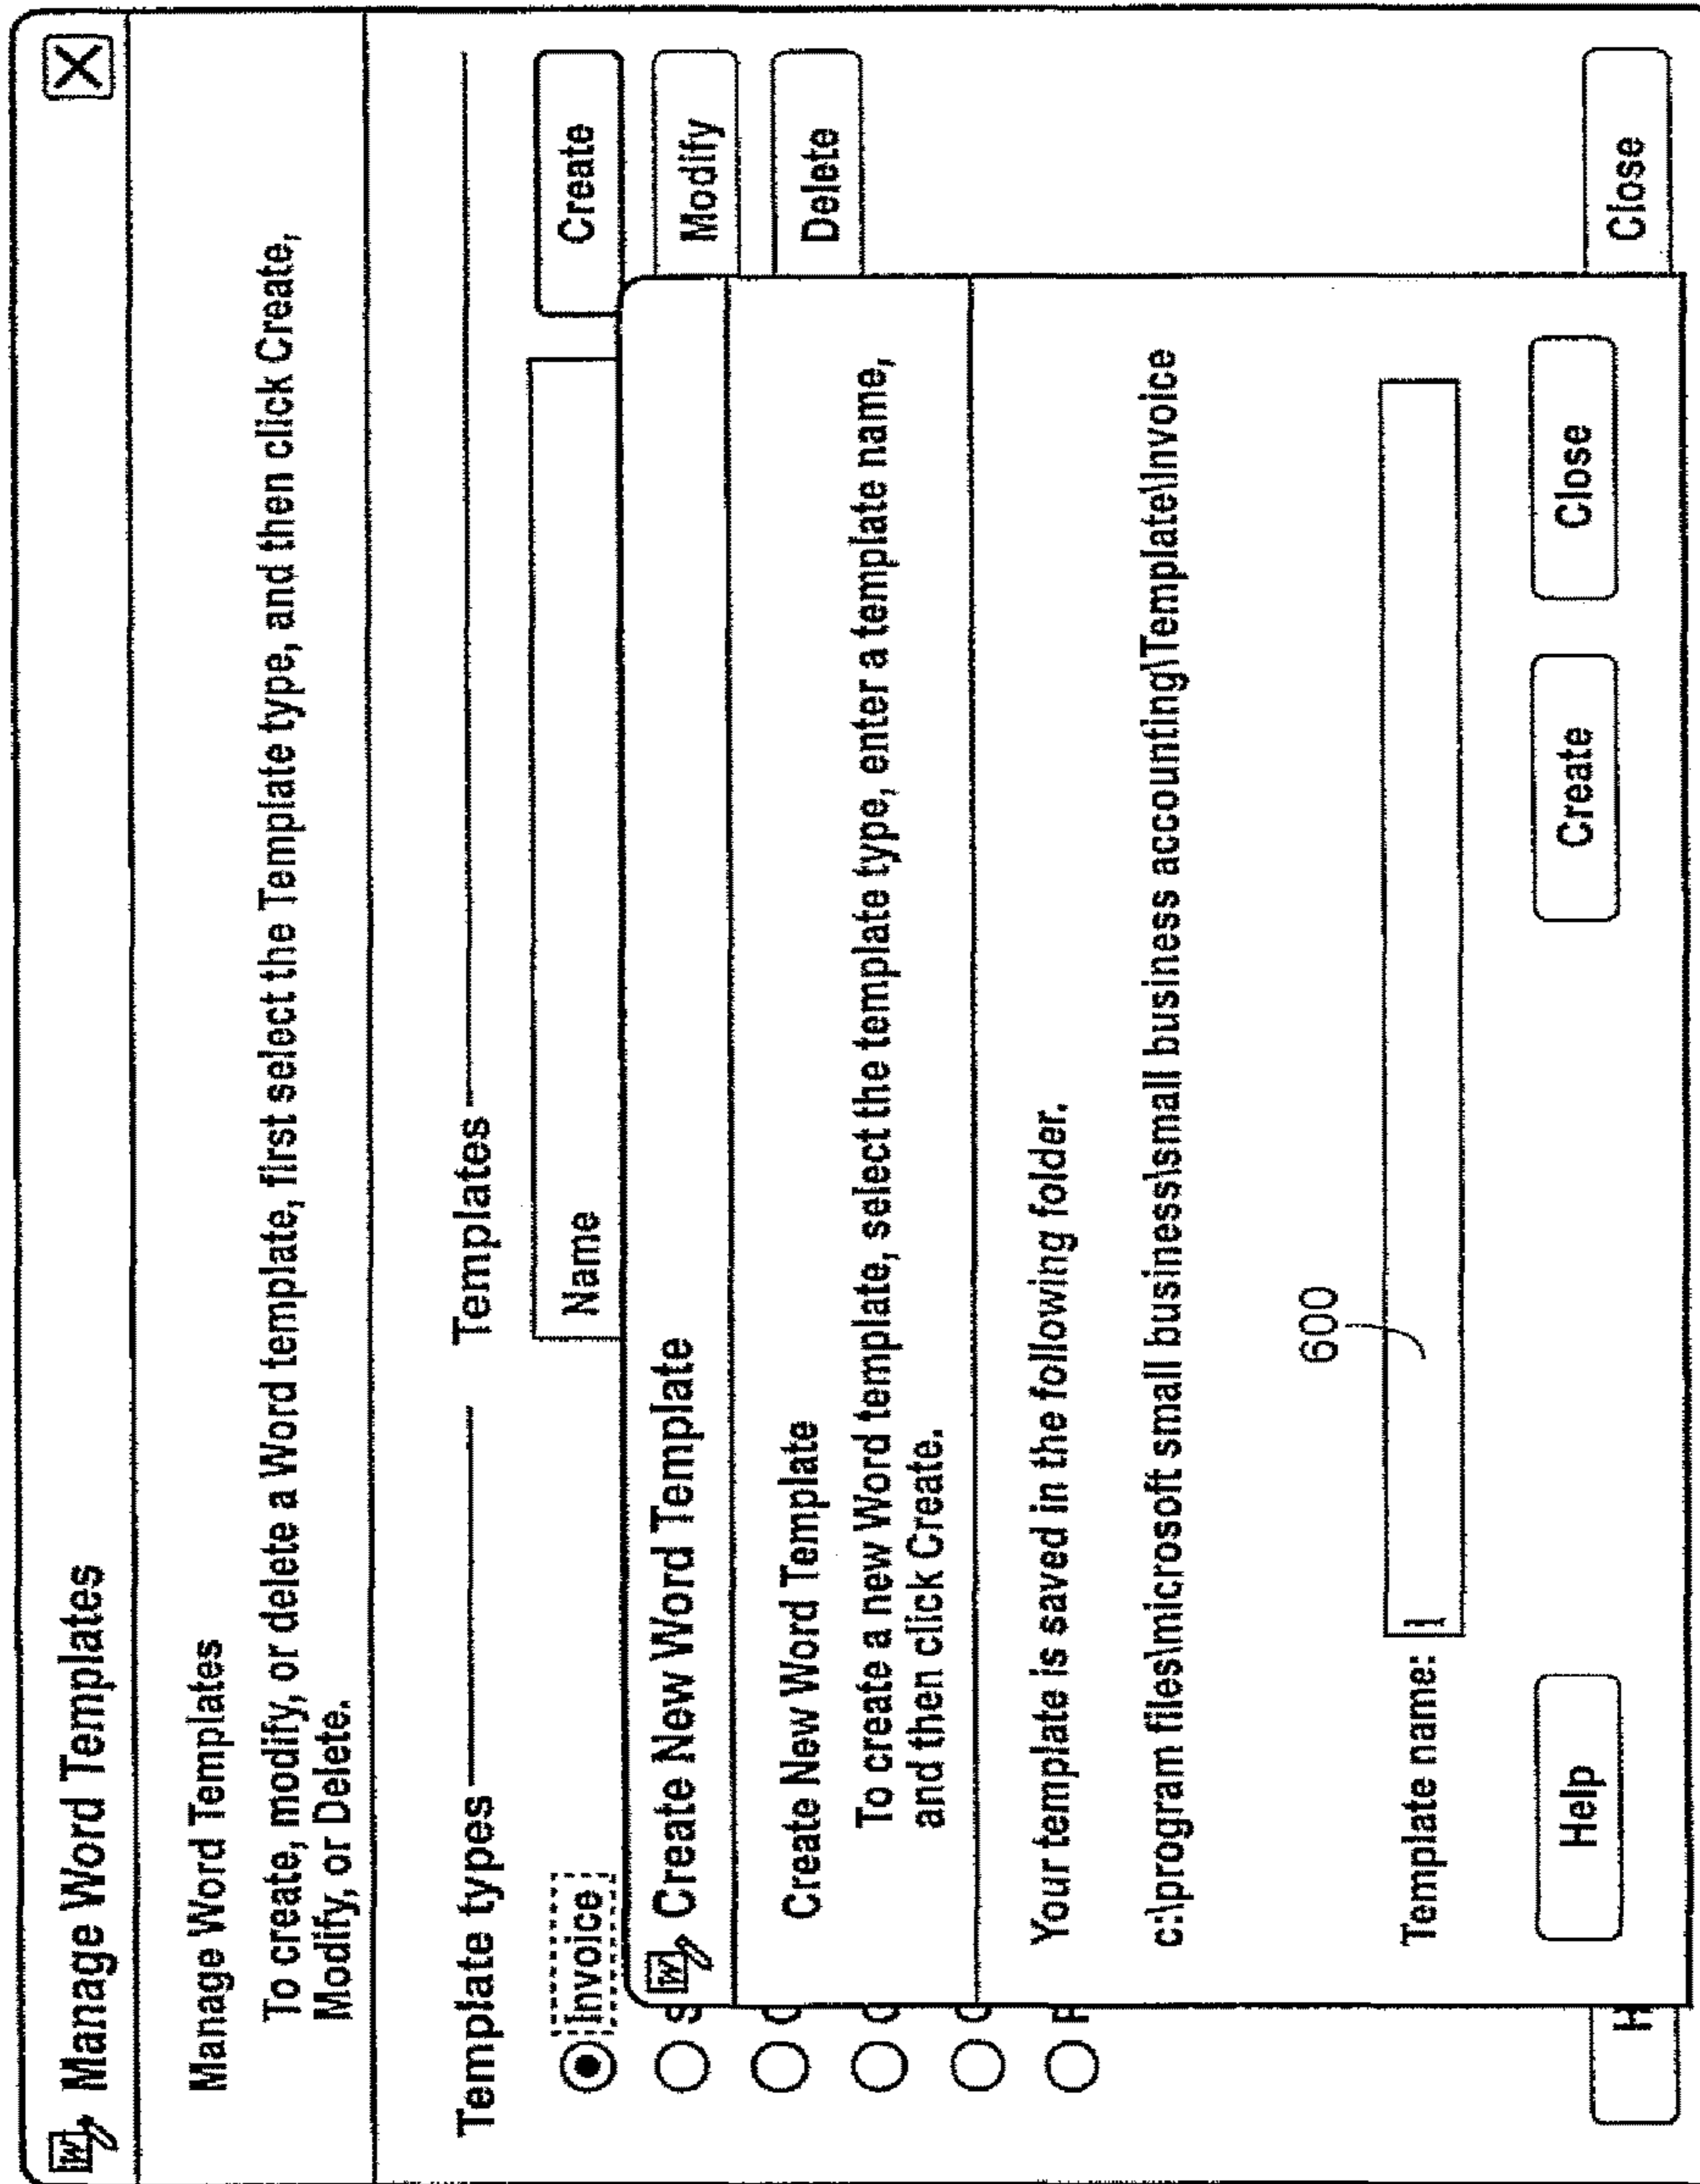 Manage Word Templates
Manage Word Templates
To create, modify, or delete a Word template, first select the Template type, and then click Create,
Modify, or Delete.
Template types
Templates
Invoice
Name
Create
Modify
Delete
Close
Create New Word Template
Create New Word Template
To create a new Word template, select the template type, enter a template name,
and then click Create.
Your template is saved in the following folder.
c:\program files\microsoft small business\small business accounting\Template\Invoice
600
Template name:
Help
Create
Close